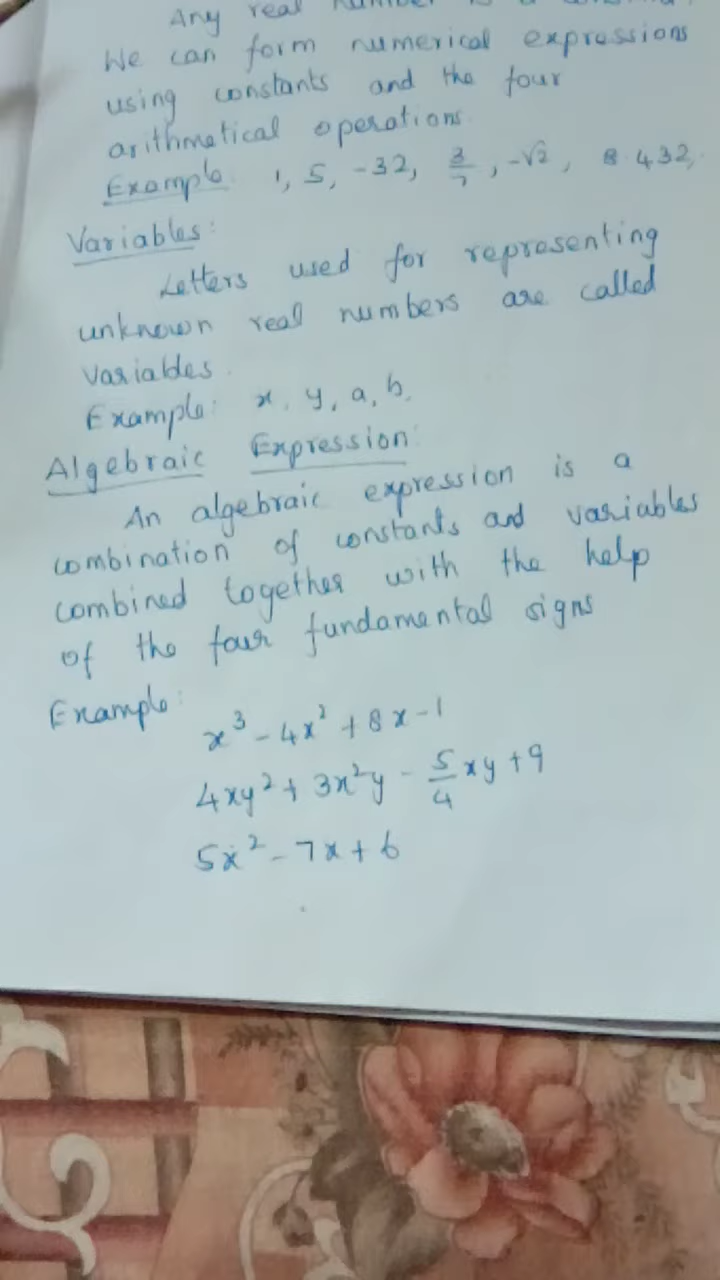 Any real
We can form numerical expressions
using constants and the four
arithmatical operations.
Example: 1, 5, -32, 3/7, -√2, 8.432,
Variables:
Letters used for representing
unknown real numbers are called
variables.
Example: x, y, a, b,
Algebraic Expression:
An algebraic expression is a
combination of constants and variables
combined together with the help
of the four fundamental signs
Example:
x³ - 4x² + 8x - 1
4xy² + 3x²y - 5/4 xy + 9
5x² - 7x + 6